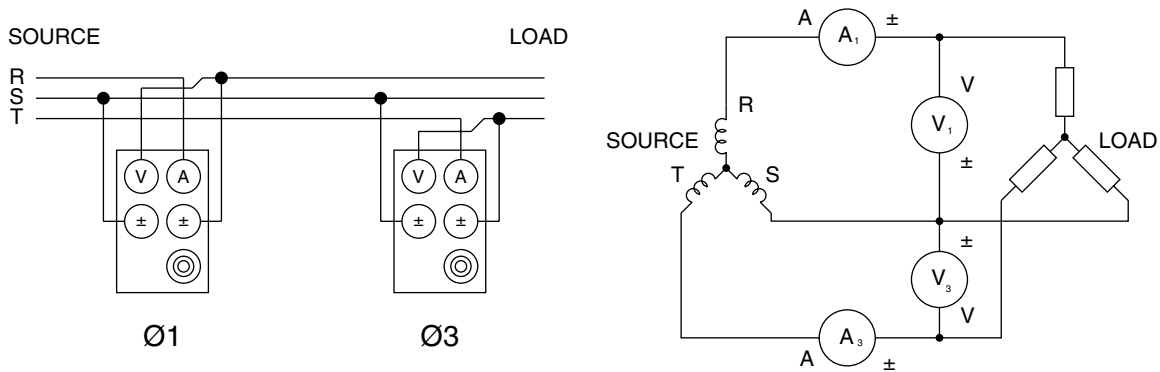 SOURCE
LOAD
R
S
T
V A
± ±
V A
± ±
Ø1
Ø3
A A1 ±
V
R
V1
SOURCE
LOAD
±
T S
±
V3
V
A A3 ±